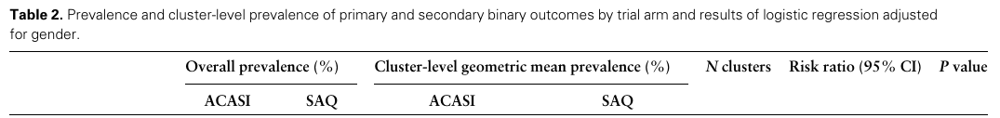 Table 2. Prevalence and cluster-level prevalence of primary and secondary binary outcomes by trial arm and results of logistic regression adjusted
for gender.
Overall prevalence (%) Cluster-level geometric mean prevalence (%) N clusters Risk ratio (95% CI) P value
ACASI SAQ ACASI SAQ